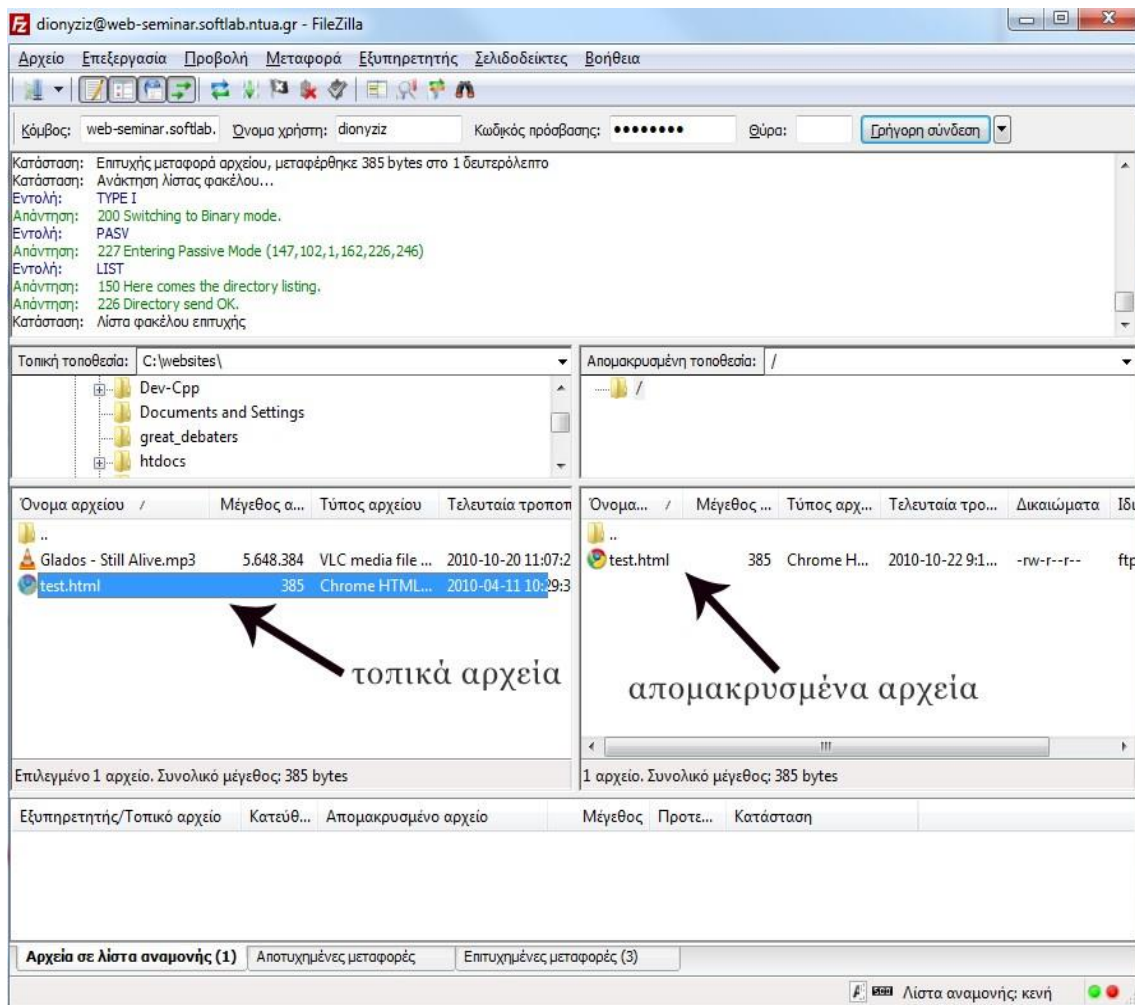 dionyziz@web-seminar.softlab.ntua.gr - FileZilla
Αρχείο Επεξεργασία Προβολή Μεταφορά Εξυπηρετητής Σελιδοδείκτες Βοήθεια
Κόμβος: web-seminar.softlab. Όνομα χρήστη: dionyziz Κωδικός πρόσβασης: •••••••• Θύρα: Γρήγορη σύνδεση
Κατάσταση: Επιτυχής μεταφορά αρχείου, μεταφέρθηκε 385 bytes στο 1 δευτερόλεπτο
Κατάσταση: Ανάκτηση λίστας φακέλου...
Εντολή: TYPE I
Απάντηση: 200 Switching to Binary mode.
Εντολή: PASV
Απάντηση: 227 Entering Passive Mode (147,102,1,162,226,246)
Εντολή: LIST
Απάντηση: 150 Here comes the directory listing.
Απάντηση: 226 Directory send OK.
Κατάσταση: Λίστα φακέλου επιτυχής
Τοπική τοποθεσία: C:\websites\
Dev-Cpp
Documents and Settings
great_debaters
htdocs
Απομακρυσμένη τοποθεσία: /
/
Όνομα αρχείου / Μέγεθος α... Τύπος αρχείου Τελευταία τροποπ
..
Glados - Still Alive.mp3 5.648.384 VLC media file ... 2010-10-20 11:07:2
test.html 385 Chrome HTML... 2010-04-11 10:29:3
τοπικά αρχεία
Επιλεγμένο 1 αρχείο. Συνολικό μέγεθος: 385 bytes
Όνομα... / Μέγεθος ... Τύπος αρχ... Τελευταία τρο... Δικαιώματα Ιδι
..
test.html 385 Chrome H... 2010-10-22 9:1... -rw-r--r-- ftp
απομακρυσμένα αρχεία
1 αρχείο. Συνολικό μέγεθος: 385 bytes
Εξυπηρετητής/Τοπικό αρχείο Κατεύθ... Απομακρυσμένο αρχείο Μέγεθος Προτε... Κατάσταση
Αρχεία σε λίστα αναμονής (1) Αποτυχημένες μεταφορές Επιτυχημένες μεταφορές (3)
Λίστα αναμονής: κενή